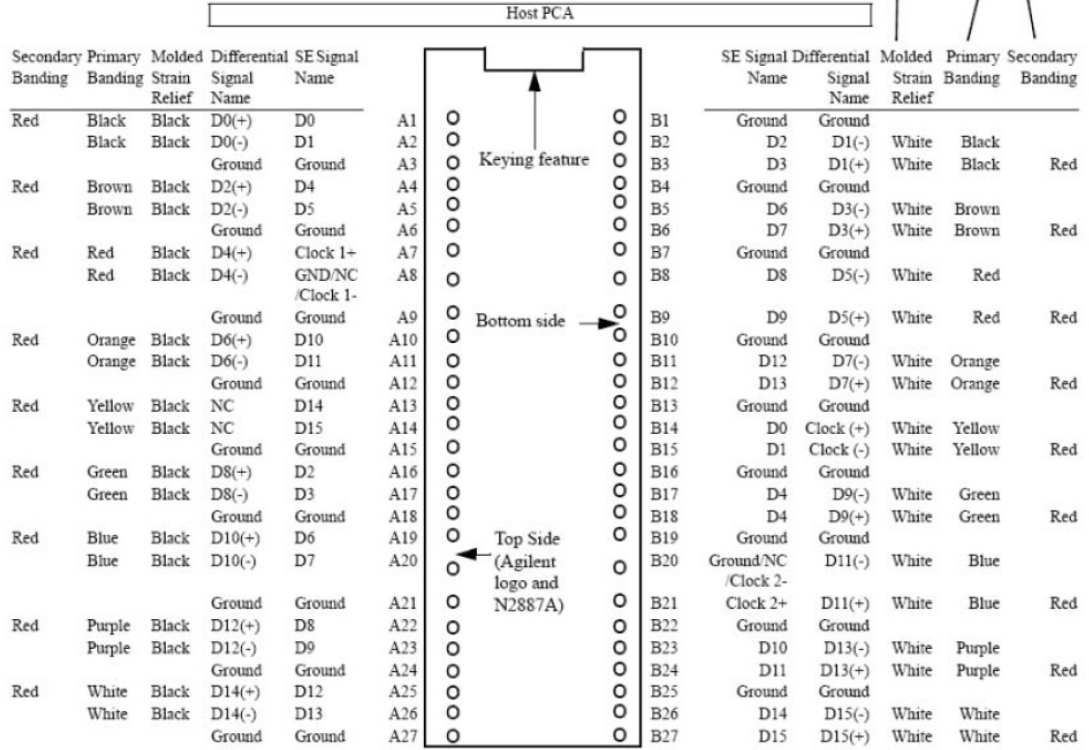 Host PCA
Secondary Primary Molded Differential SE Signal
Banding Banding Strain Signal Name
Relief Name
SE Signal Differential Molded Primary Secondary
Name Signal Strain Banding Banding
Name Relief
Red Black Black D0(+) D0 A1 B1 Ground Ground
Black Black D0(-) D1 A2 B2 D2 D1(-) White Black
Ground Ground A3 Keying feature B3 D3 D1(+) White Black Red
Red Brown Black D2(+) D4 A4 B4 Ground Ground
Brown Black D2(-) D5 A5 B5 D6 D3(-) White Brown
Ground Ground A6 B6 D7 D3(+) White Brown Red
Red Red Black D4(+) Clock 1+ A7 B7 Ground Ground
Red Black D4(-) GND/NC A8 B8 D8 D5(-) White Red
/Clock 1-
Ground Ground A9 Bottom side B9 D9 D5(+) White Red Red
Red Orange Black D6(+) D10 A10 B10 Ground Ground
Orange Black D6(-) D11 A11 B11 D12 D7(-) White Orange
Ground Ground A12 B12 D13 D7(+) White Orange Red
Red Yellow Black NC D14 A13 B13 Ground Ground
Yellow Black NC D15 A14 B14 D0 Clock (+) White Yellow
Ground Ground A15 B15 D1 Clock (-) White Yellow Red
Red Green Black D8(+) D2 A16 B16 Ground Ground
Green Black D8(-) D3 A17 B17 D4 D9(-) White Green
Ground Ground A18 B18 D4 D9(+) White Green Red
Red Blue Black D10(+) D6 A19 Top Side B19 Ground Ground
Blue Black D10(-) D7 A20 (Agilent B20 Ground/NC D11(-) White Blue
logo and /Clock 2-
Ground Ground A21 N2887A) B21 Clock 2+ D11(+) White Blue Red
Red Purple Black D12(+) D8 A22 B22 Ground Ground
Purple Black D12(-) D9 A23 B23 D10 D13(-) White Purple
Ground Ground A24 B24 D11 D13(+) White Purple Red
Red White Black D14(+) D12 A25 B25 Ground Ground
White Black D14(-) D13 A26 B26 D14 D15(-) White White
Ground Ground A27 B27 D15 D15(+) White White Red